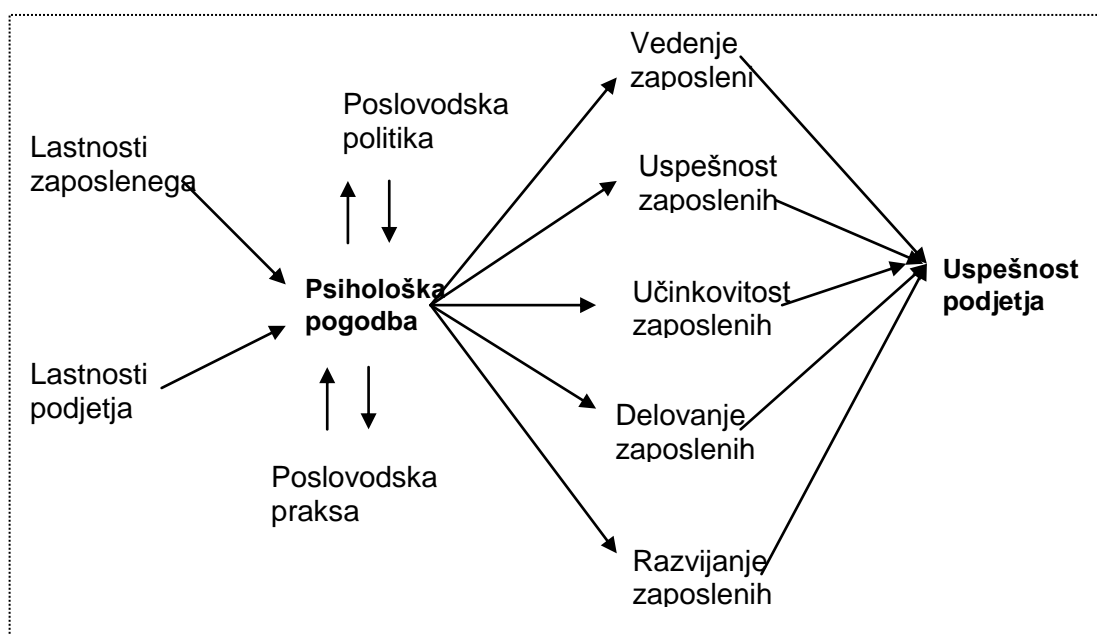 Lastnosti
zaposlenega
Lastnosti
podjetja
Poslovodska
politika
Psihološka
pogodba
Poslovodska
praksa
Vedenje
zaposleni
Uspešnost
zaposlenih
Učinkovitost
zaposlenih
Delovanje
zaposlenih
Razvijanje
zaposlenih
Uspešnost
podjetja